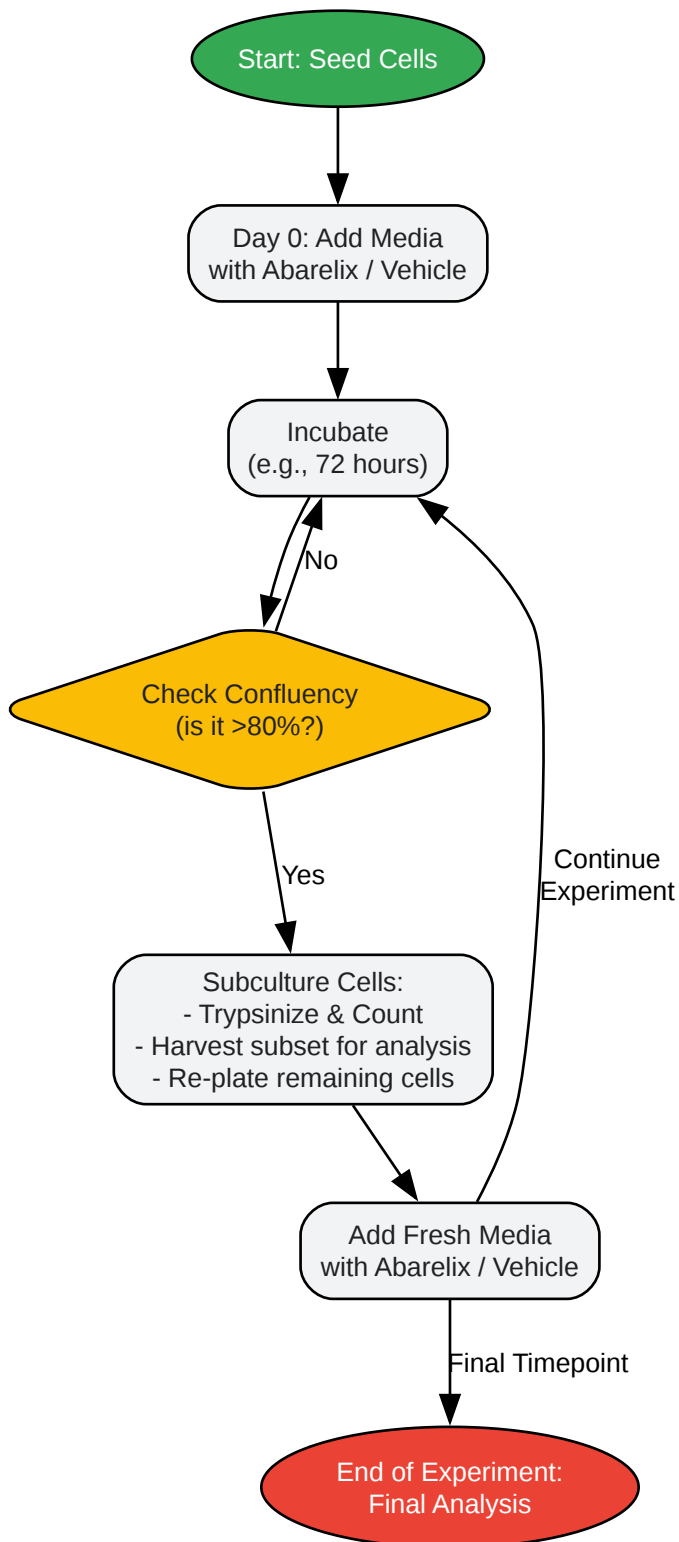 Start: Seed Cells
Day 0: Add Media
with Abarelix / Vehicle
Incubate
(e.g., 72 hours)
No
Check Confluency
(is it >80%?)
Yes
Continue
Experiment
Subculture Cells:
- Trypsinize & Count
- Harvest subset for analysis
- Re-plate remaining cells
Add Fresh Media
with Abarelix / Vehicle
Final Timepoint
End of Experiment:
Final Analysis